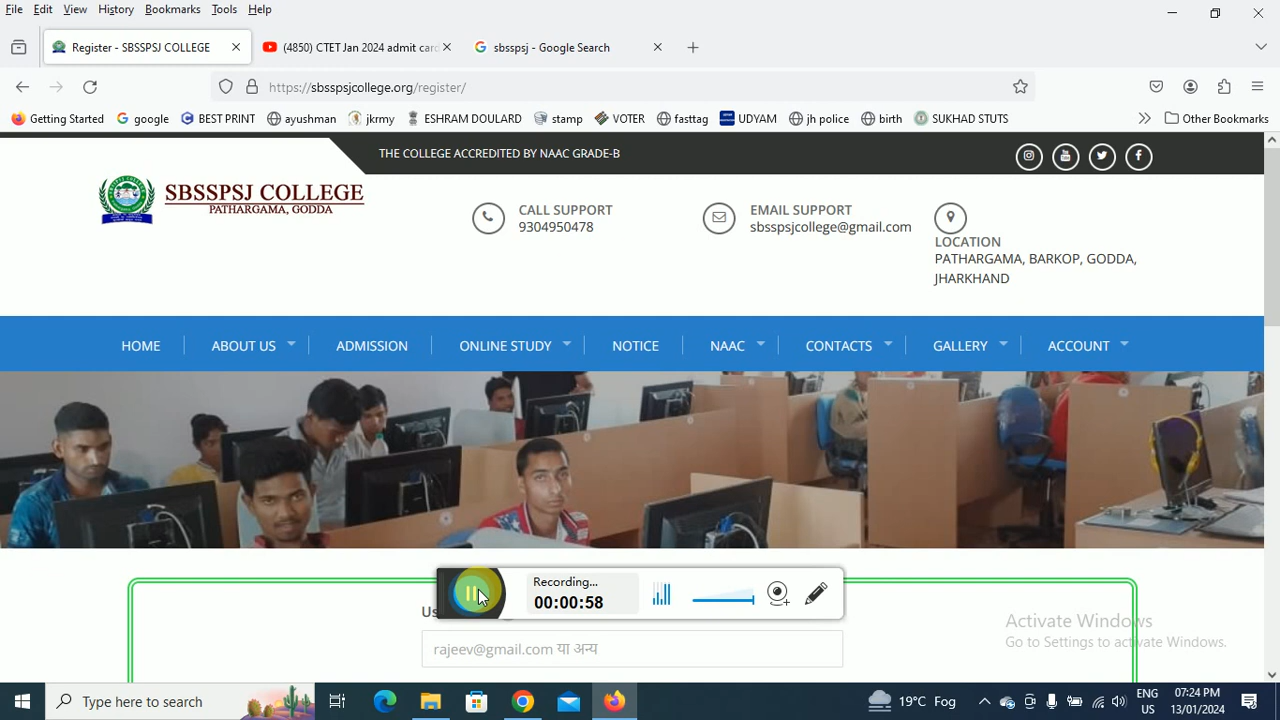 File Edit View History Bookmarks Tools Help
Register - SBSSPSJ COLLEGE
(4850) CTET Jan 2024 admit card
sbsspsj - Google Search
https://sbsspsjcollege.org/register/
Getting Started google BEST PRINT ayushman jkrmy ESHRAM DOULARD stamp VOTER fasttag UDYAM jh police birth SUKHAD STUTS Other Bookmarks
THE COLLEGE ACCREDITED BY NAAC GRADE-B
SBSSPSJ COLLEGE
PATHARGAMA, GODDA
CALL SUPPORT
9304950478
EMAIL SUPPORT
sbsspsjcollege@gmail.com
LOCATION
PATHARGAMA, BARKOP, GODDA,
JHARKHAND
HOME ABOUT US ADMISSION ONLINE STUDY NOTICE NAAC CONTACTS GALLERY ACCOUNT
Us
Recording...
00:00:58
rajeev@gmail.com या अन्य
Activate Windows
Go to Settings to activate Windows.
Type here to search
19°C Fog
ENG
US
07:24 PM
13/01/2024